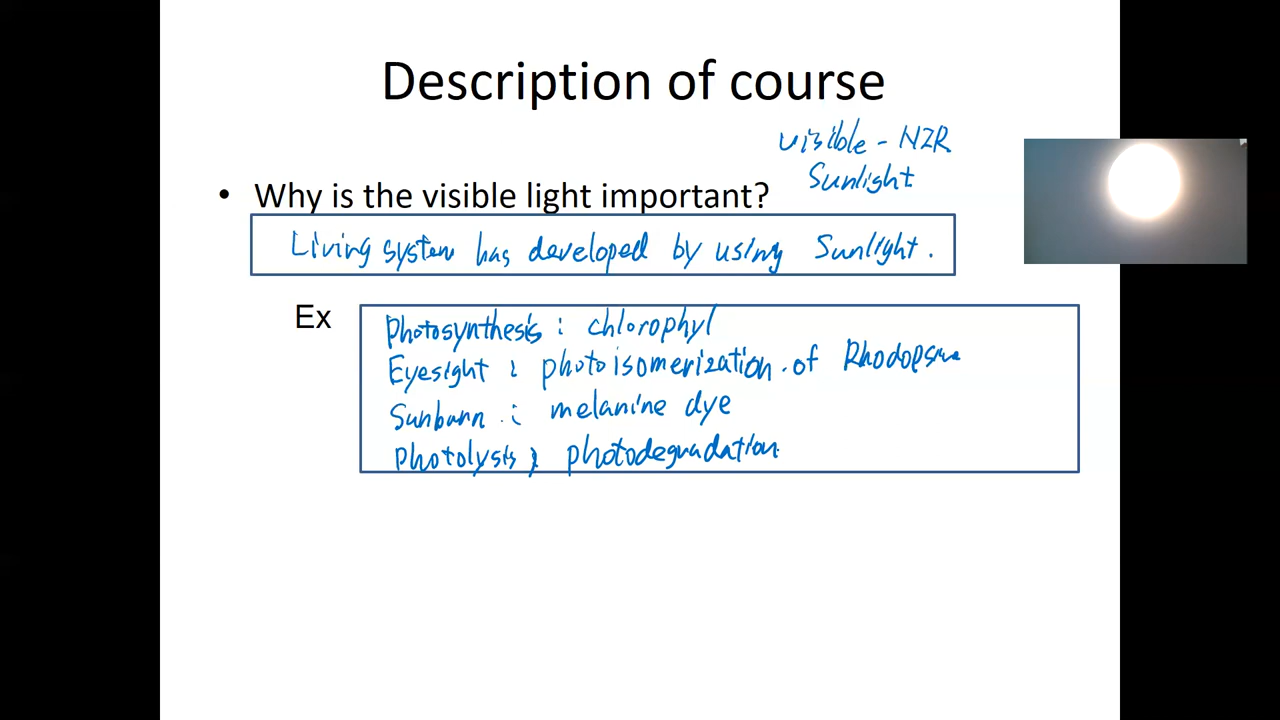 Description of course
visible - NIR
Sunlight
• Why is the visible light important?
Living system has developed by using Sunlight.
Ex
Photosynthesis : chlorophyl
Eyesight : photoisomerization of
Sunburn : melanine dye
Photolysis ; photodegradation